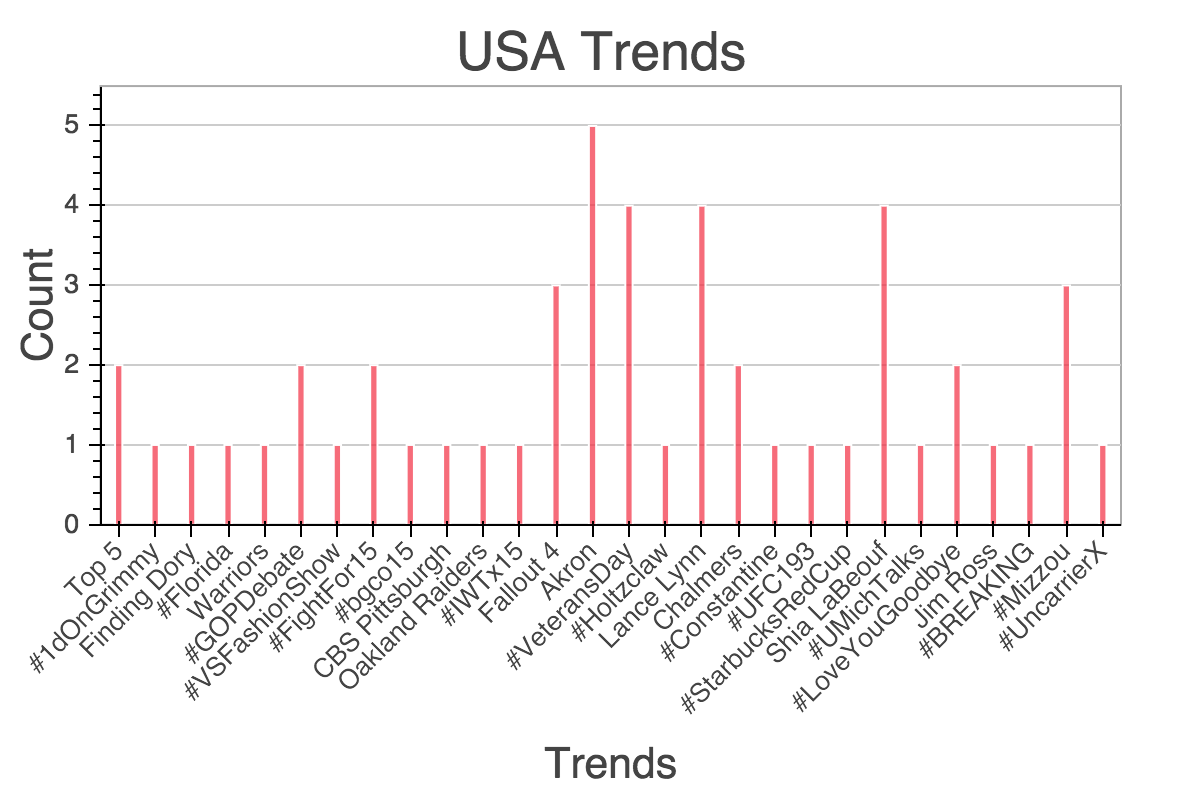 USA Trends
Count
5
4
3
2
1
0
Top 5
#1dOnGrimmy
Finding Dory
#Florida
Warriors
#GOPDebate
#VSFashionShow
#FightFor15
#bgco15
CBS Pittsburgh
Oakland Raiders
#IWTx15
Fallout 4
Akron
#VeteransDay
#Holtzclaw
Lance Lynn
Chalmers
#Constantine
#UFC193
#StarbucksRedCup
Shia LaBeouf
#UMichTalks
#LoveYouGoodbye
Jim Ross
#BREAKING
#Mizzou
#UncarrierX
Trends